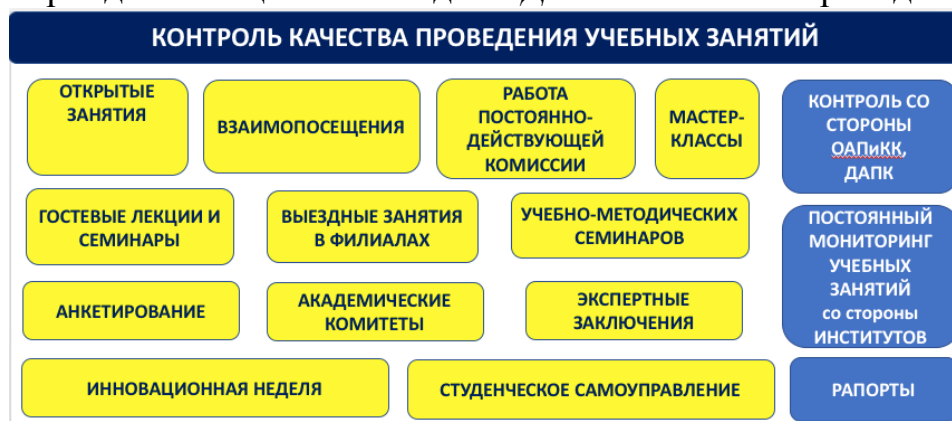 КОНТРОЛЬ КАЧЕСТВА ПРОВЕДЕНИЯ УЧЕБНЫХ ЗАНЯТИЙ
ОТКРЫТЫЕ
ЗАНЯТИЯ
ВЗАИМОПОСЕЩЕНИЯ
РАБОТА
ПОСТОЯННО-
ДЕЙСТВУЮЩЕЙ
КОМИССИИ
МАСТЕР-
КЛАССЫ
КОНТРОЛЬ СО
СТОРОНЫ
ОАПиКК,
ДАПК
ГОСТЕВЫЕ ЛЕКЦИИ И
СЕМИНАРЫ
ВЫЕЗДНЫЕ ЗАНЯТИЯ
В ФИЛИАЛАХ
УЧЕБНО-МЕТОДИЧЕСКИХ
СЕМИНАРОВ
ПОСТОЯННЫЙ
МОНИТОРИНГ
УЧЕБНЫХ
ЗАНЯТИЙ
со стороны
ИНСТИТУТОВ
АНКЕТИРОВАНИЕ
АКАДЕМИЧЕСКИЕ
КОМИТЕТЫ
ЭКСПЕРТНЫЕ
ЗАКЛЮЧЕНИЯ
ИННОВАЦИОННАЯ НЕДЕЛЯ
СТУДЕНЧЕСКОЕ САМОУПРАВЛЕНИЕ
РАПОРТЫ